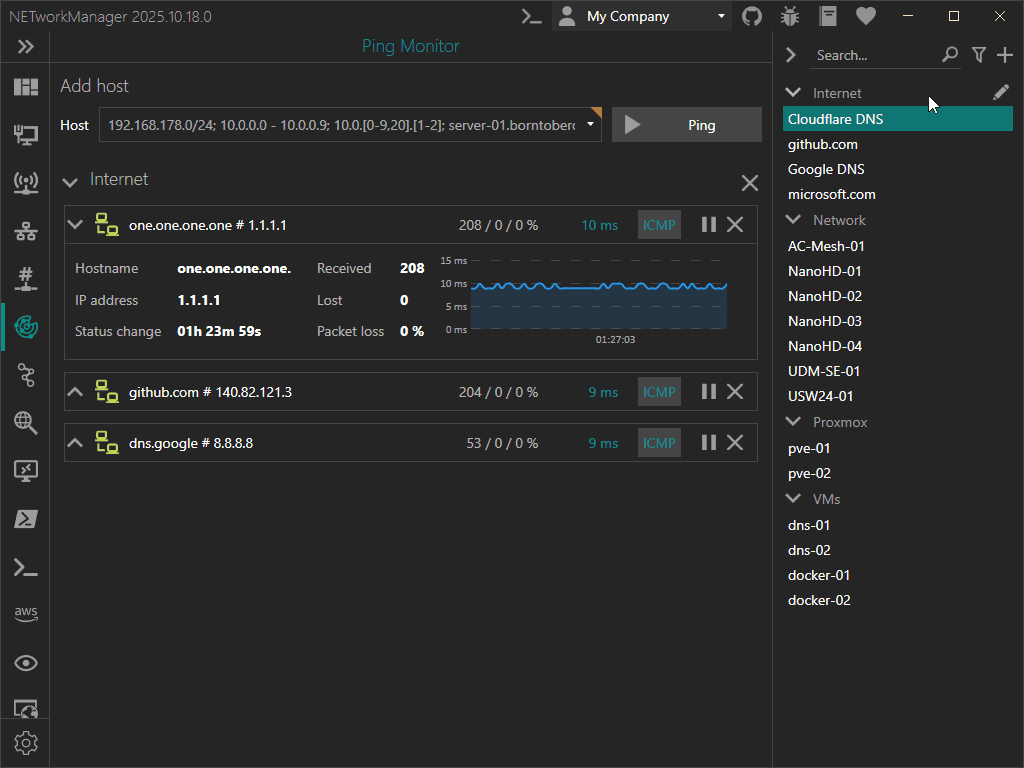 NETworkManager 2025.10.18.0
My Company
Ping Monitor
Add host
Host
192.168.178.0/24; 10.0.0.0 - 10.0.0.9; 10.0.[0-9,20].[1-2]; server-01.borntobero
Ping
Internet
one.one.one.one # 1.1.1.1
208 / 0 / 0 %
10 ms
ICMP
Hostname
one.one.one.one.
Received
208
IP address
1.1.1.1
Lost
0
Status change
01h 23m 59s
Packet loss
0 %
15 ms
10 ms
5 ms
0 ms
01:27:03
github.com # 140.82.121.3
204 / 0 / 0 %
9 ms
ICMP
dns.google # 8.8.8.8
53 / 0 / 0 %
9 ms
ICMP
aws
Search...
Internet
Cloudflare DNS
github.com
Google DNS
microsoft.com
Network
AC-Mesh-01
NanoHD-01
NanoHD-02
NanoHD-03
NanoHD-04
UDM-SE-01
USW24-01
Proxmox
pve-01
pve-02
VMs
dns-01
dns-02
docker-01
docker-02